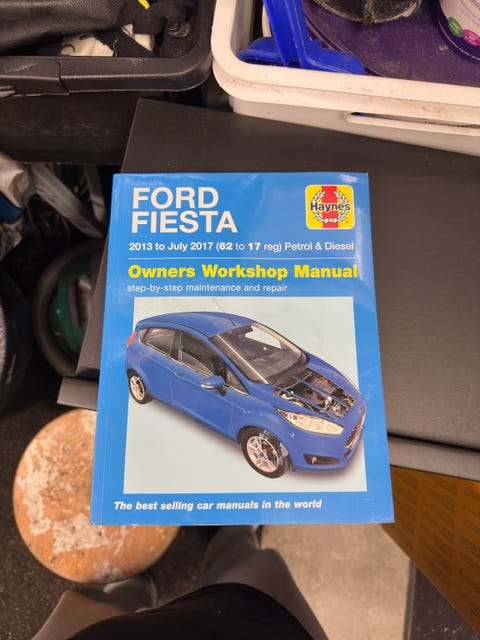 FORD
FIESTA
Haynes
2013 to July 2017 (62 to 17 reg) Petrol & Diesel
Owners Workshop Manual
step-by-step maintenance and repair
The best selling car manuals in the world